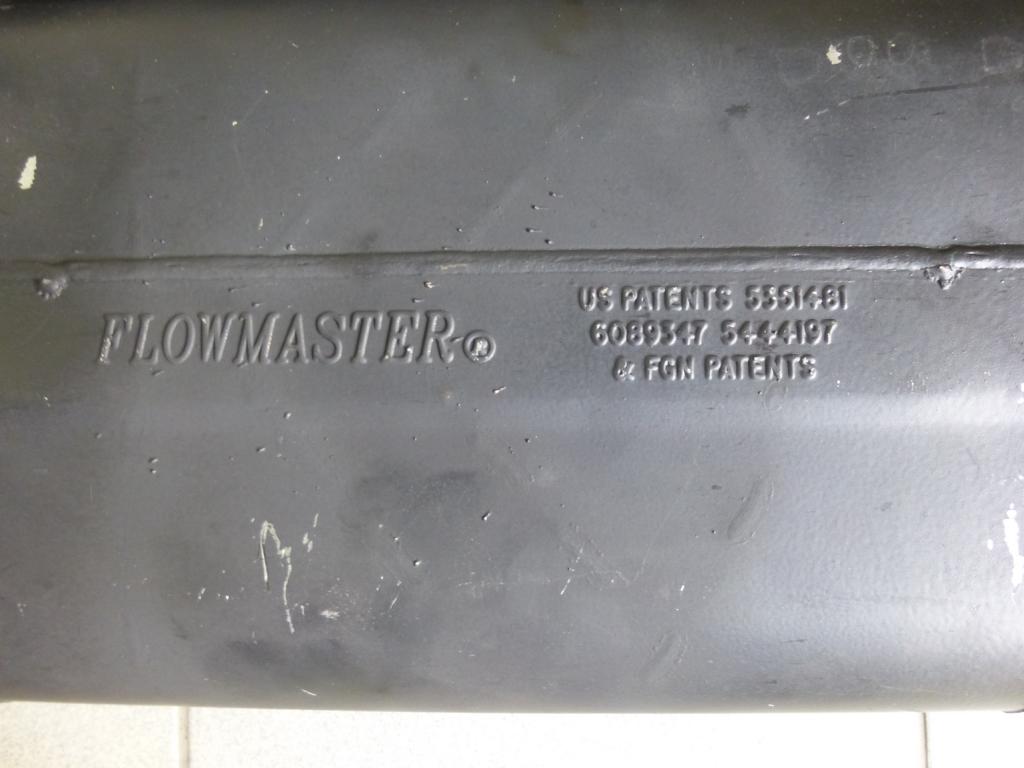 FLOWMASTER®
US PATENTS 5351481
6089347 5444197
& FGN PATENTS